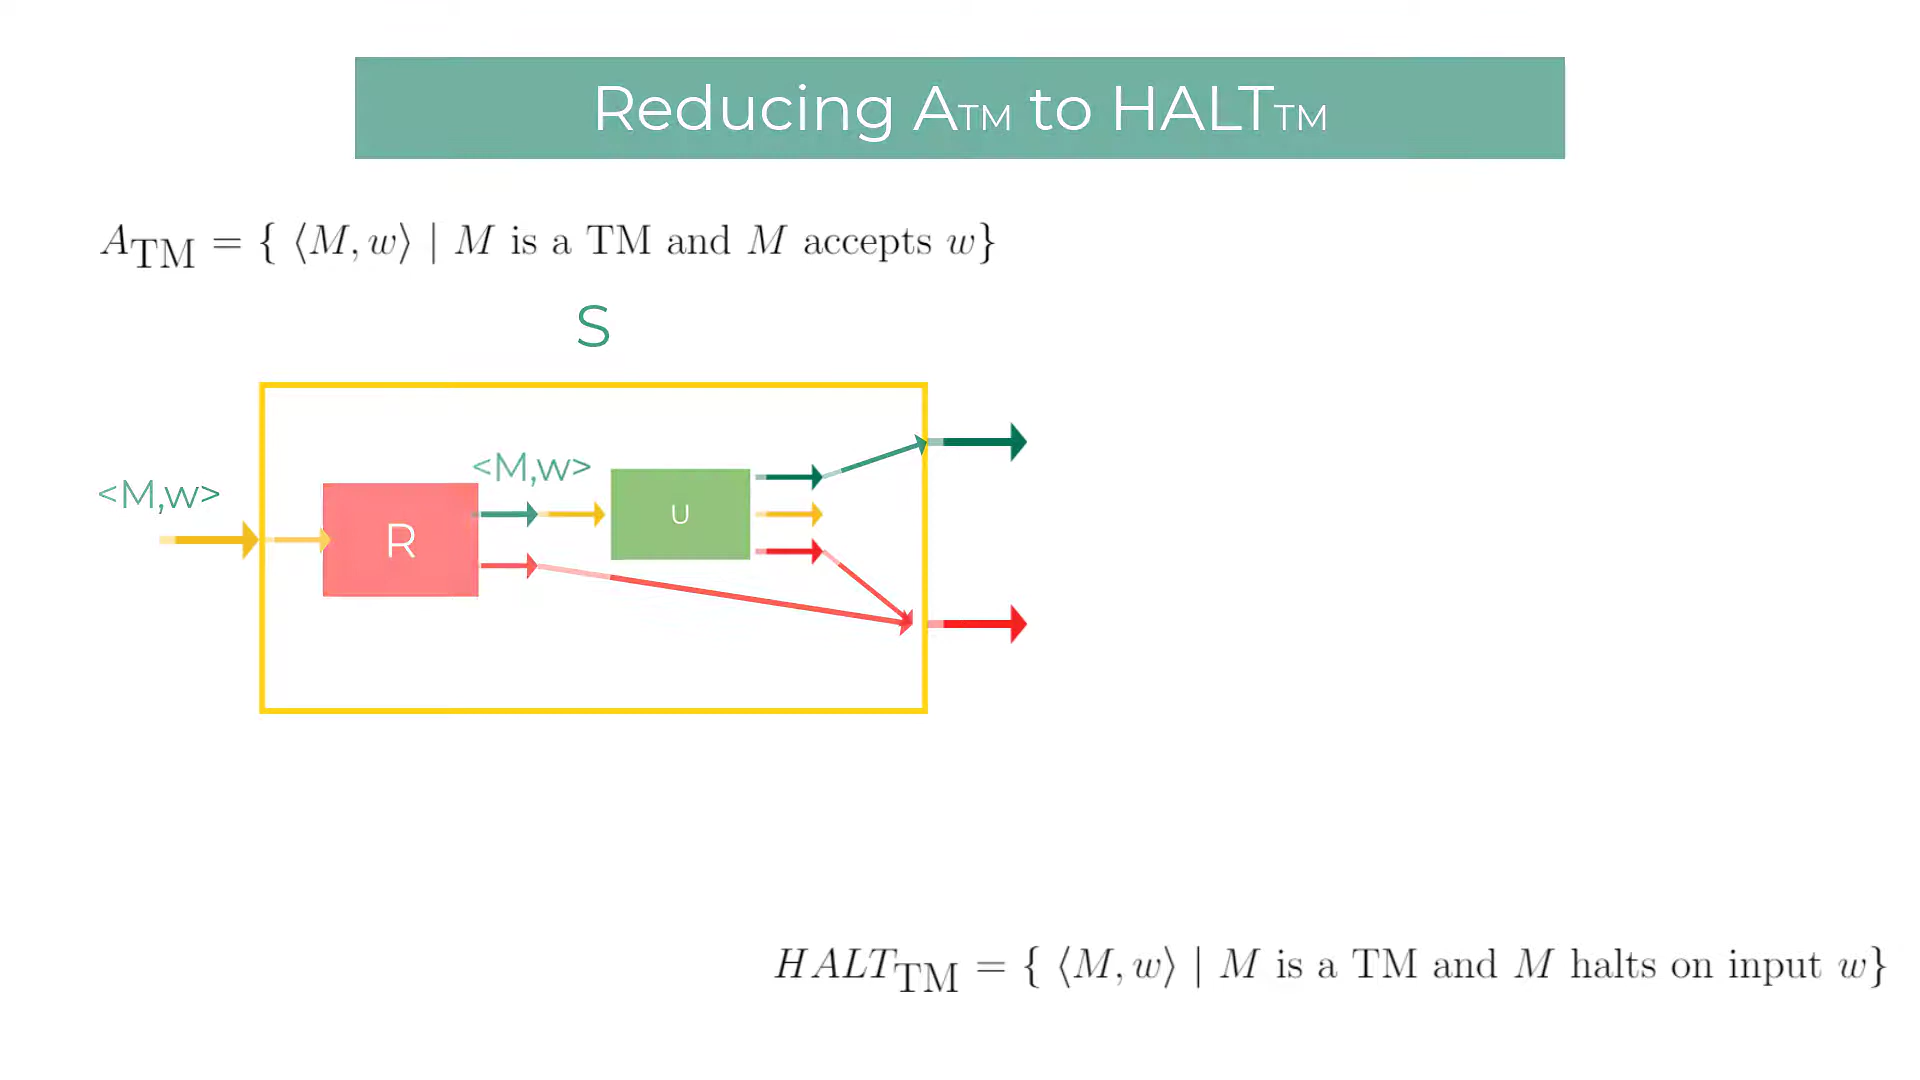 Reducing ATM to HALTTM
A_TM = { ⟨M, w⟩ | M is a TM and M accepts w}
S
<M,w>
<M,w>
R
U
HALT_TM = { ⟨M, w⟩ | M is a TM and M halts on input w}